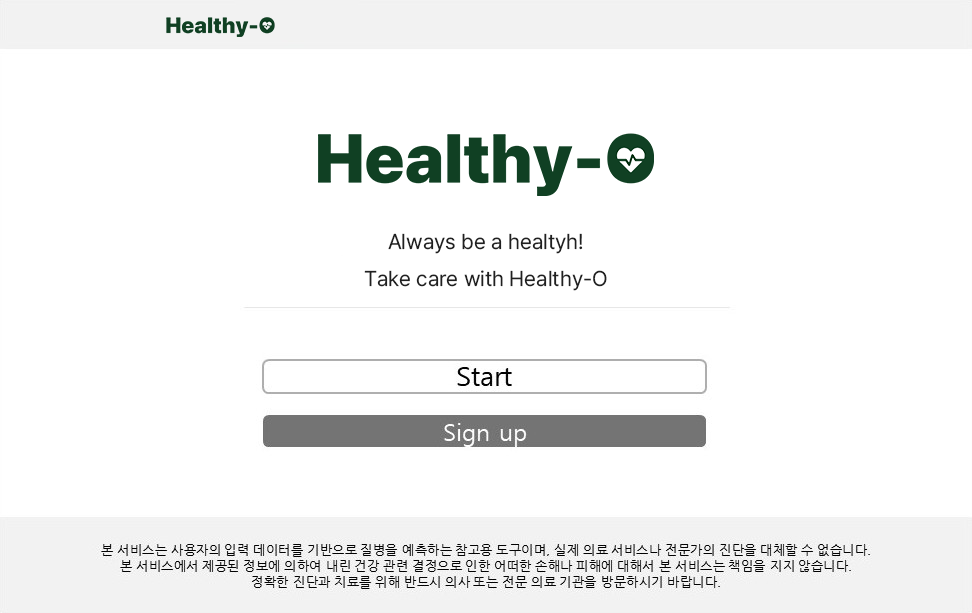 Healthy-O
Healthy-O
Always be a healtyh!
Take care with Healthy-O
Start
Sign up
본 서비스는 사용자의 입력 데이터를 기반으로 질병을 예측하는 참고용 도구이며, 실제 의료 서비스나 전문가의 진단을 대체할 수 없습니다.
본 서비스에서 제공된 정보에 의하여 내린 건강 관련 결정으로 인한 어떠한 손해나 피해에 대해서 본 서비스는 책임을 지지 않습니다.
정확한 진단과 치료를 위해 반드시 의사 또는 전문 의료 기관을 방문하시기 바랍니다.